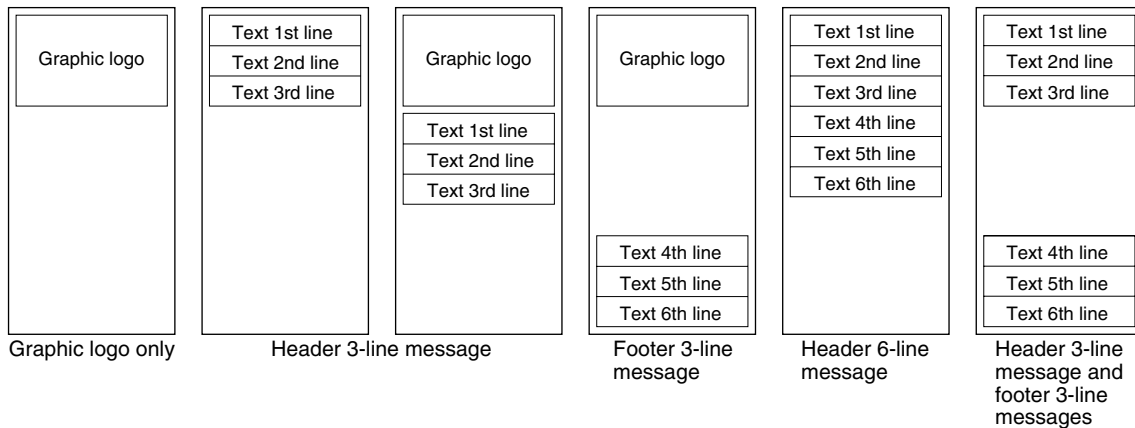 Graphic logo
Text 1st line
Text 2nd line
Text 3rd line
Graphic logo
Text 1st line
Text 2nd line
Text 3rd line
Graphic logo
Text 4th line
Text 5th line
Text 6th line
Text 1st line
Text 2nd line
Text 3rd line
Text 4th line
Text 5th line
Text 6th line
Text 1st line
Text 2nd line
Text 3rd line
Text 4th line
Text 5th line
Text 6th line
Graphic logo only
Header 3-line message
Footer 3-line
message
Header 6-line
message
Header 3-line
message and
footer 3-line
messages